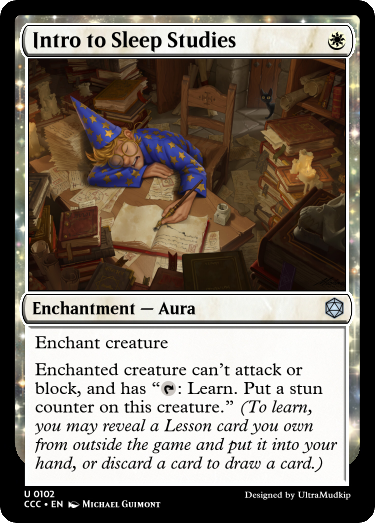 Intro to Sleep Studies
Enchantment — Aura
Enchant creature
Enchanted creature can't attack or
block, and has “: Learn. Put a stun
counter on this creature.” (To learn,
you may reveal a Lesson card you own
from outside the game and put it into your
hand, or discard a card to draw a card.)
U 0102
CCC • EN Michael Guimont
Designed by UltraMudkip